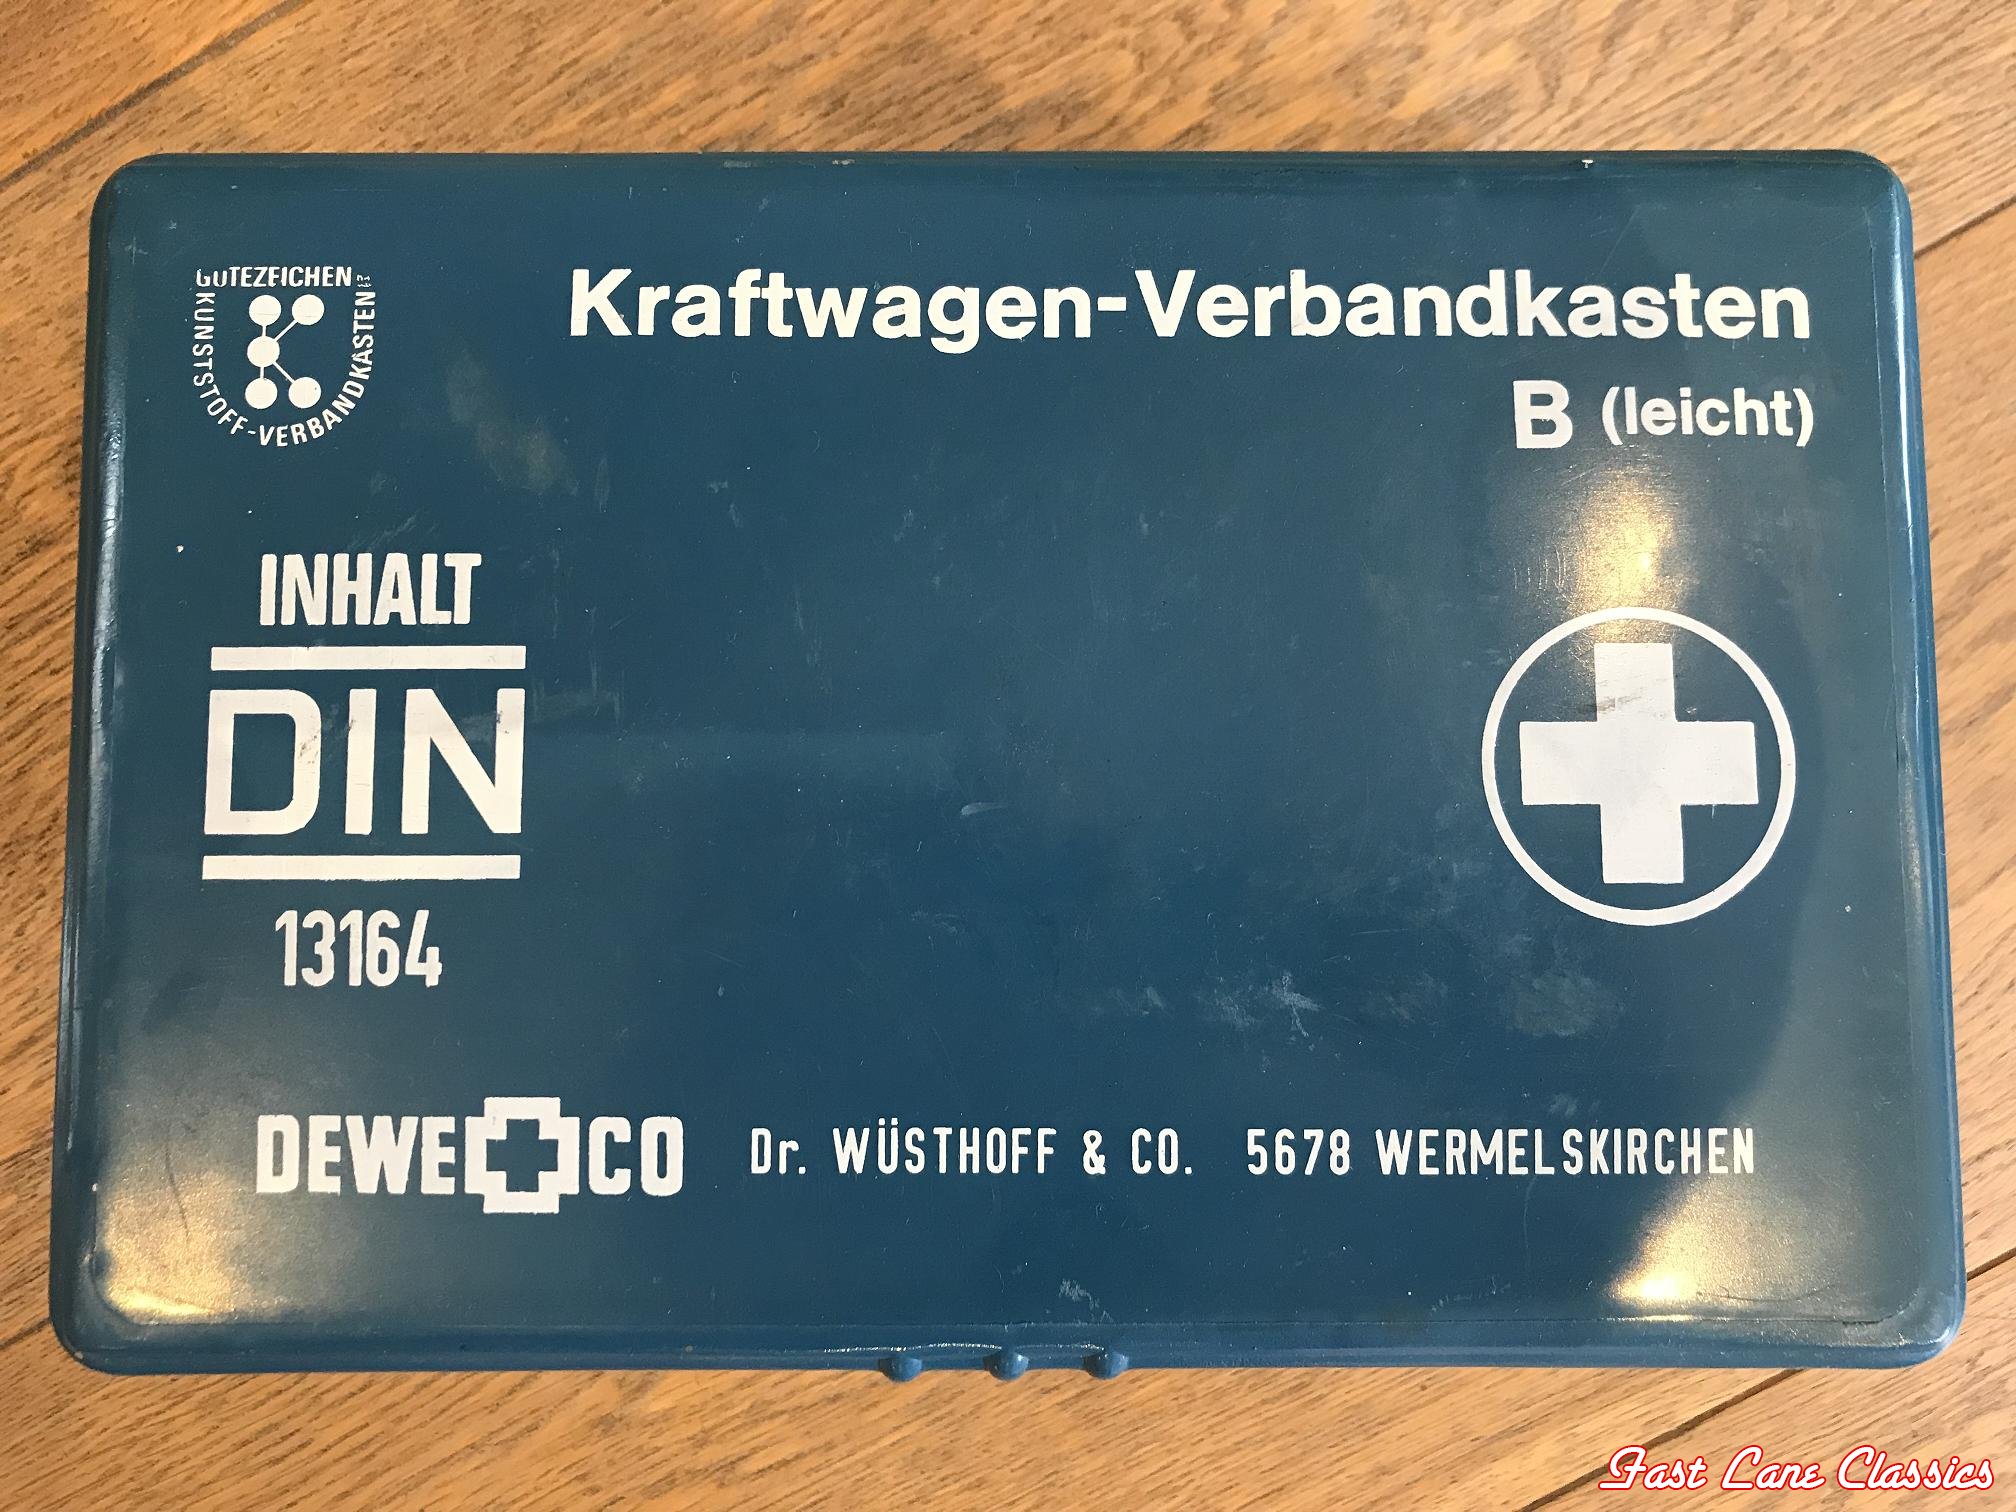 GÜTEZEICHEN
KUNSTSTOFF-VERBANDKASTEN
Kraftwagen-Verbandkasten
B (leicht)
INHALT
DIN
13164
DEWE CO
Dr. WÜSTHOFF & CO. 5678 WERMELSKIRCHEN
Fast Lane Classics